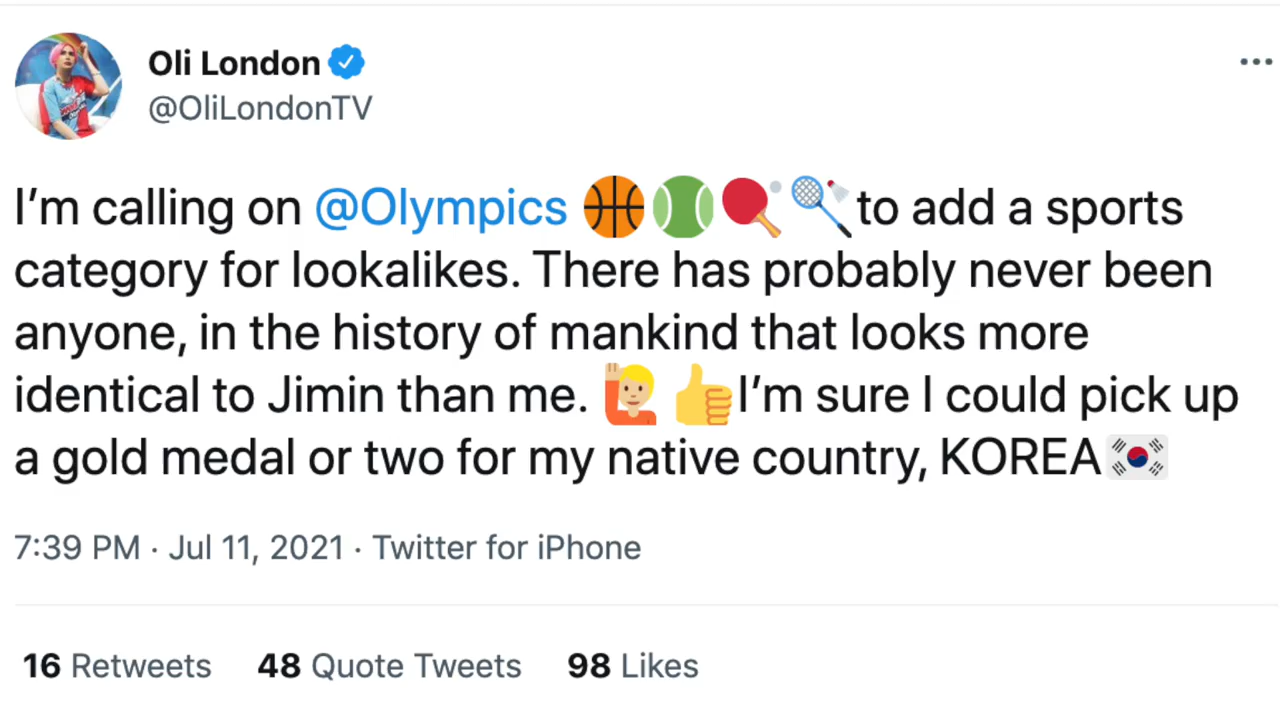 Oli London
@OliLondonTV
I’m calling on @Olympics 🏀🎾🏓🏸to add a sports
category for lookalikes. There has probably never been
anyone, in the history of mankind that looks more
identical to Jimin than me. 🙋🏼👍I’m sure I could pick up
a gold medal or two for my native country, KOREA🇰🇷
7:39 PM · Jul 11, 2021 · Twitter for iPhone
16 Retweets 48 Quote Tweets 98 Likes